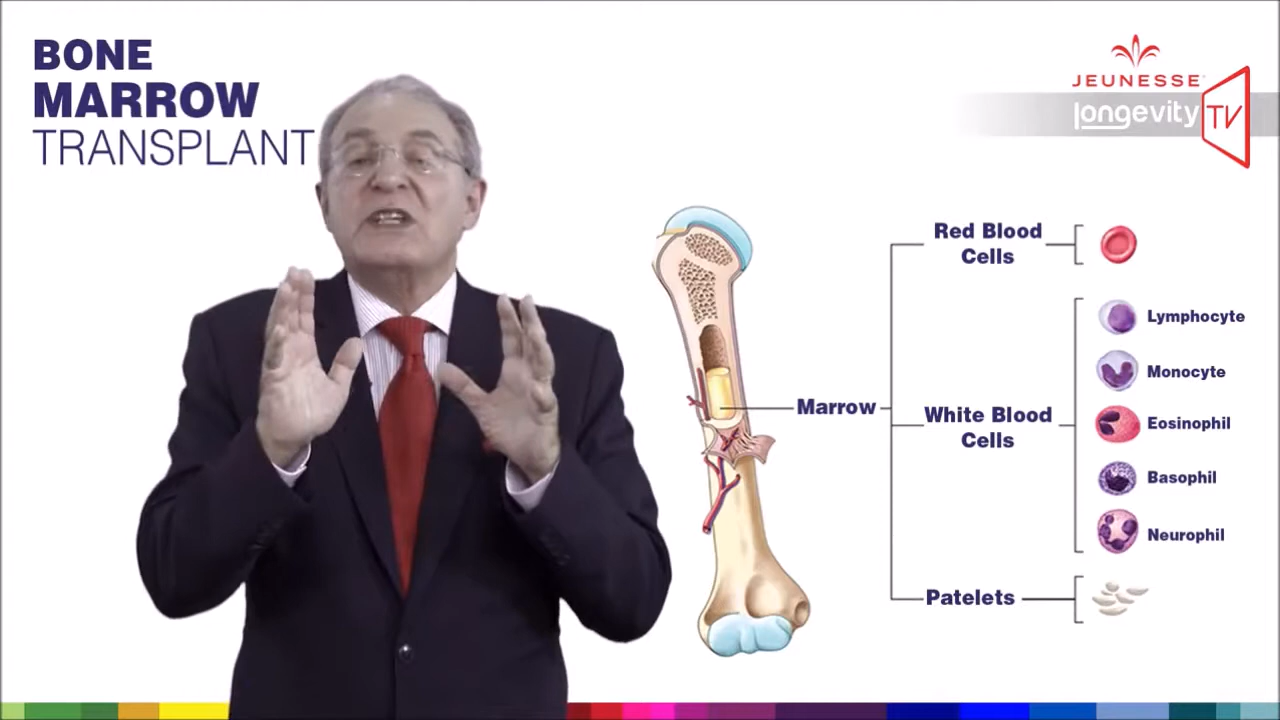 BONE
MARROW
TRANSPLANT
JEUNESSE
longevity TV
Red Blood
Cells
Lymphocyte
Monocyte
Marrow
White Blood
Cells
Eosinophil
Basophil
Neurophil
Patelets